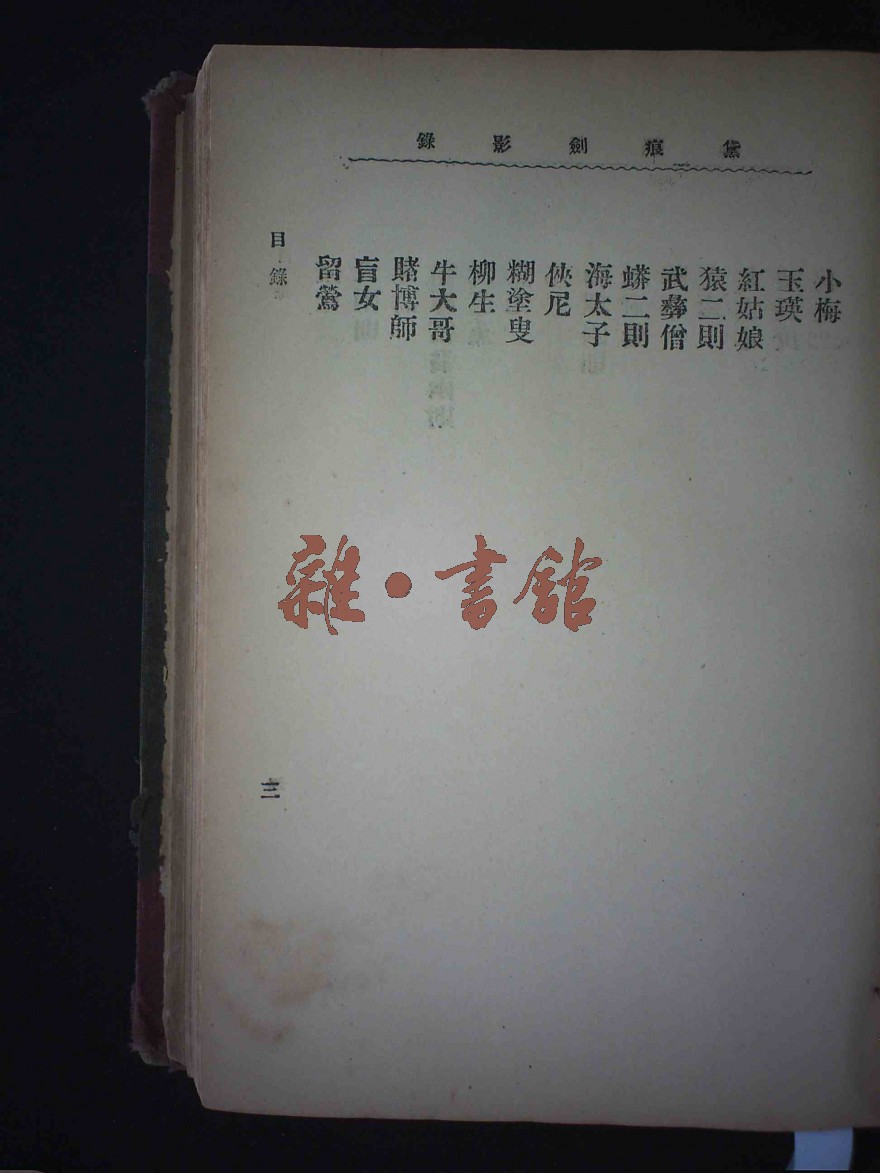 黛痕劍影錄
小梅
玉瑛
紅姑娘
猿二則
武彝僧
蟒二則
海太子
俠尼
糊塗叟
柳生
牛大哥
賭博師
盲女
留鶯
目錄
三
雜·書館